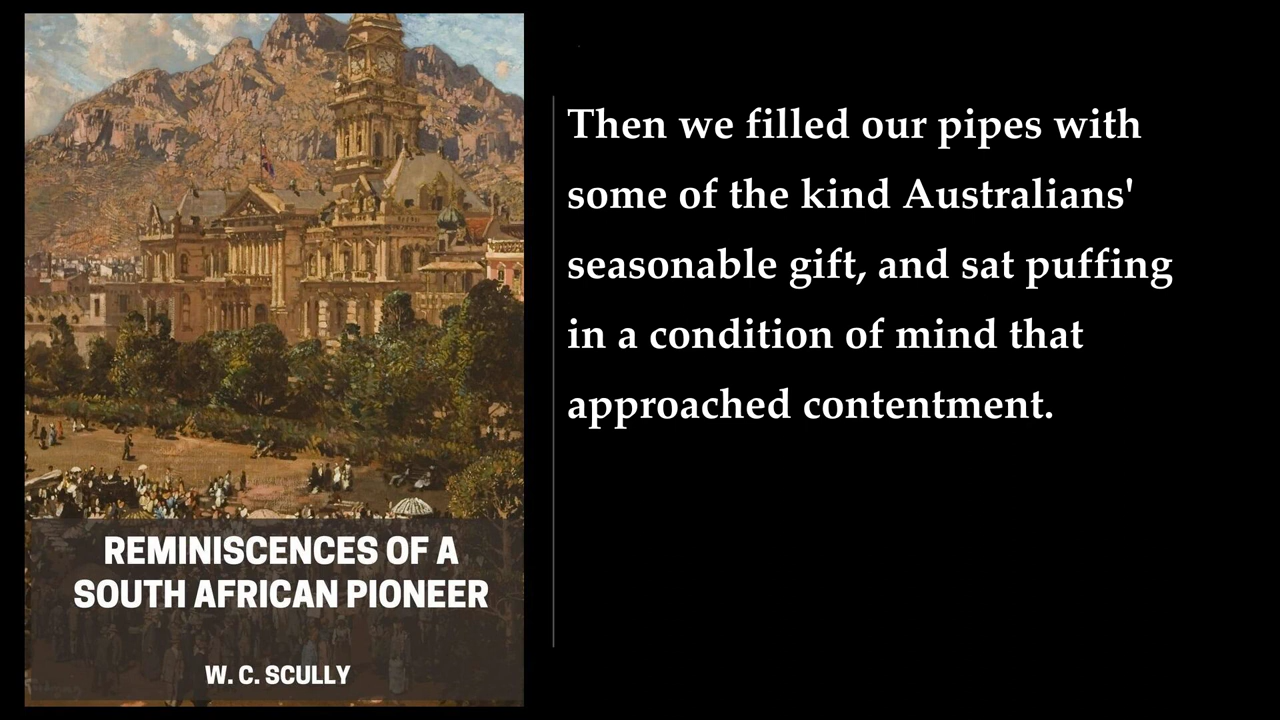 REMINISCENCES OF A
SOUTH AFRICAN PIONEER
W. C. SCULLY
Then we filled our pipes with
some of the kind Australians'
seasonable gift, and sat puffing
in a condition of mind that
approached contentment.